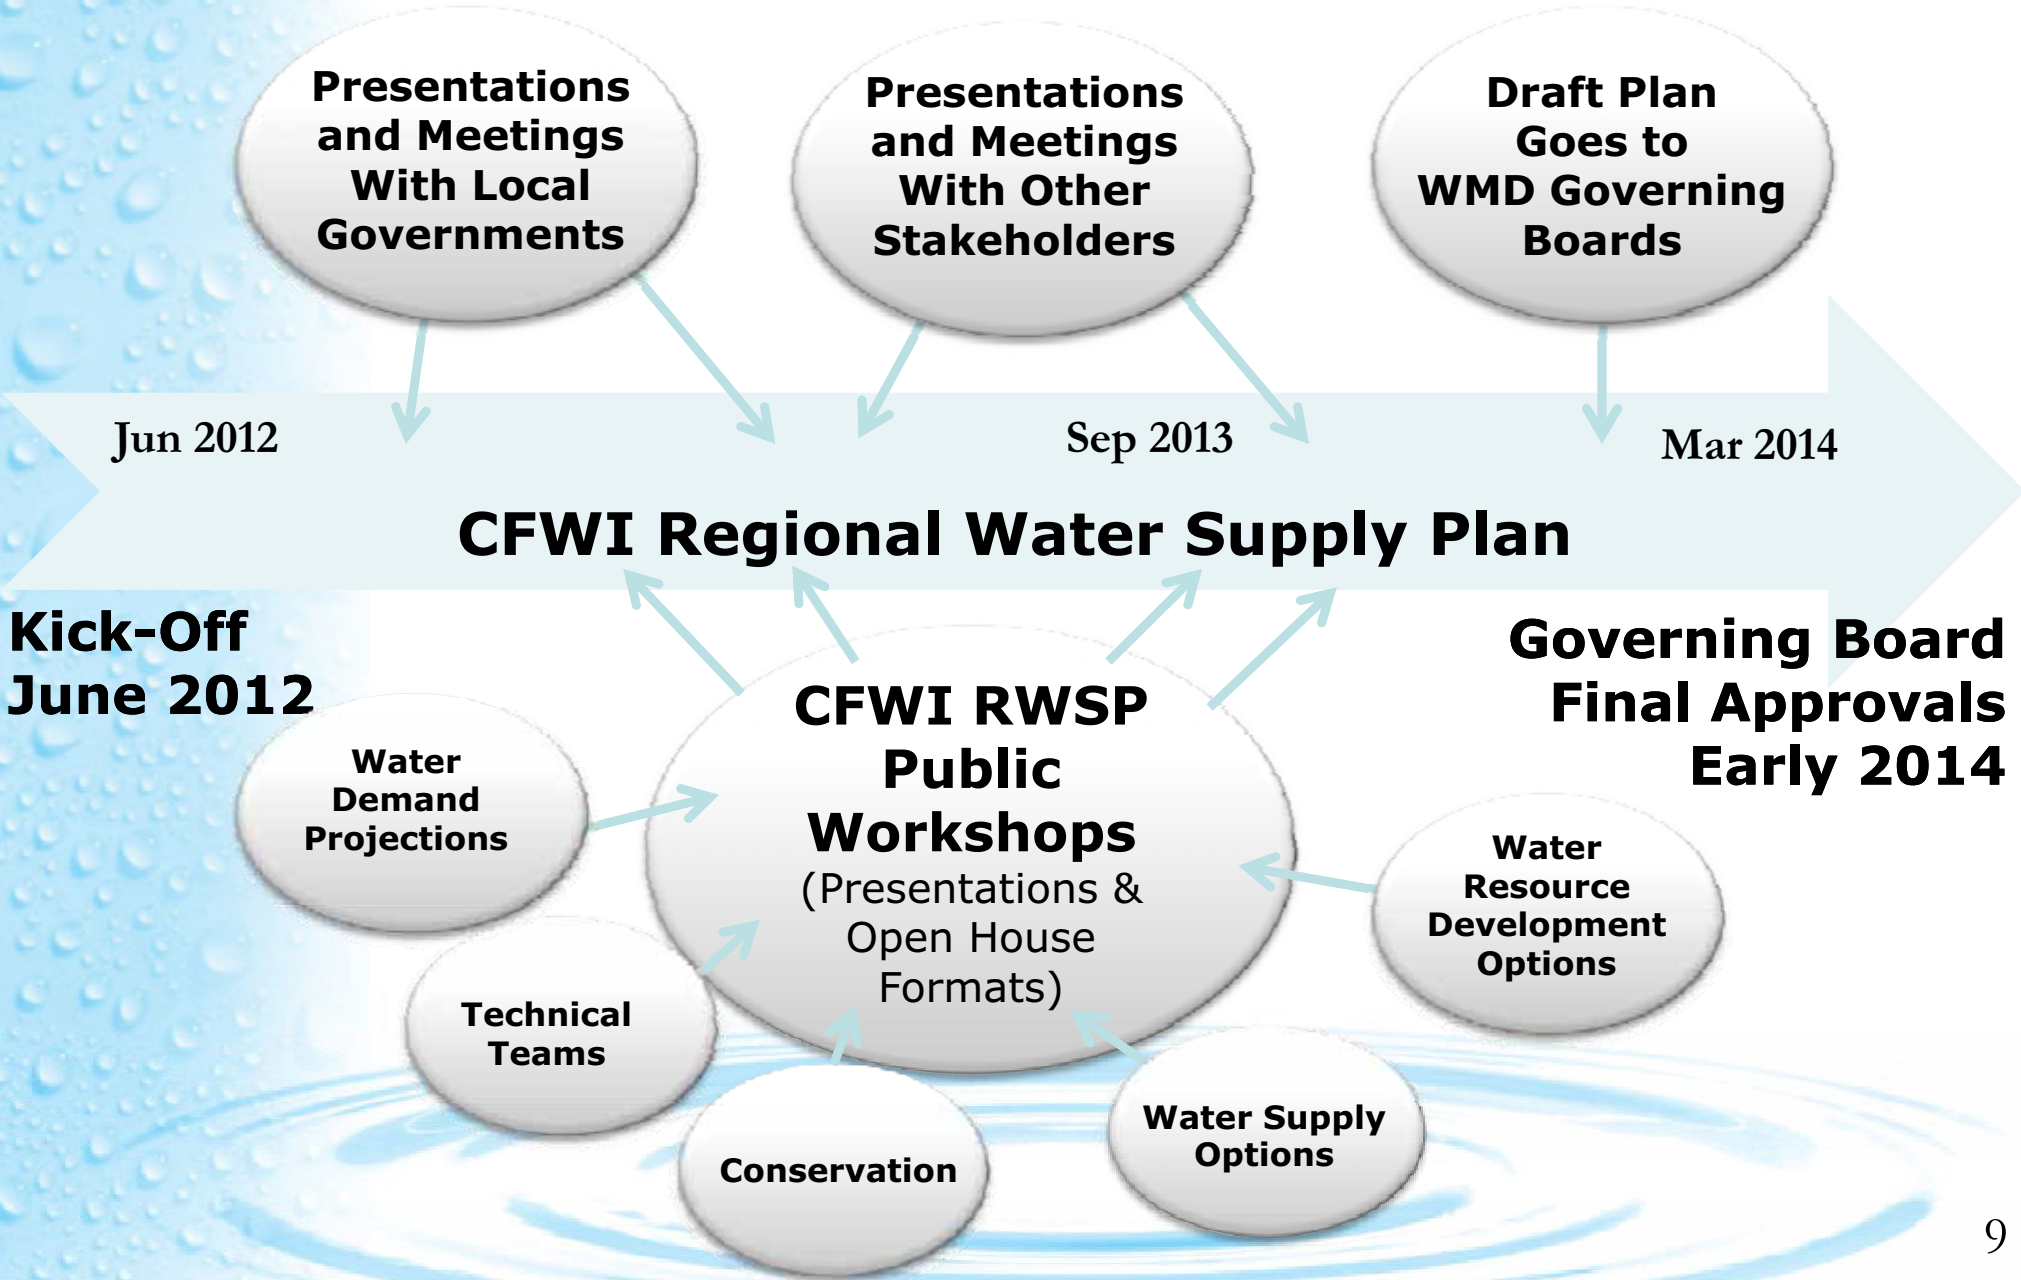 Presentations
and Meetings
With Local
Governments
Presentations
and Meetings
With Other
Stakeholders
Draft Plan
Goes to
WMD Governing
Boards
Jun 2012
Sep 2013
Mar 2014
CFWI Regional Water Supply Plan
Kick-Off
June 2012
Governing Board
Final Approvals
Early 2014
CFWI RWSP
Public
Workshops
(Presentations &
Open House
Formats)
Water
Demand
Projections
Technical
Teams
Conservation
Water Supply
Options
Water
Resource
Development
Options
9